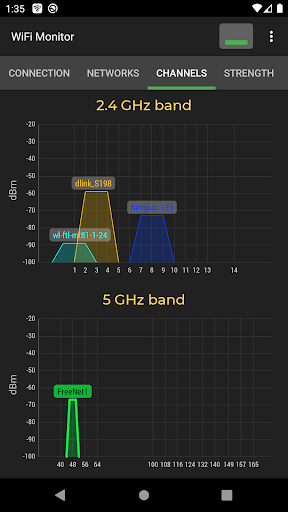 1:35
WiFi Monitor
CONNECTION NETWORKS CHANNELS STRENGTH
2.4 GHz band
dBm
-20
-30
-40
-50
-60
-70
-80
-90
-100
dlink_S198
1 2 3 4 5 6 7 8 9 10 11 12 13 14
5 GHz band
dBm
-20
-30
-40
-50
-60
-70
-80
-90
-100
FreeNet1
40 48 56 64 100 108 116 124 132 140 149 157 165